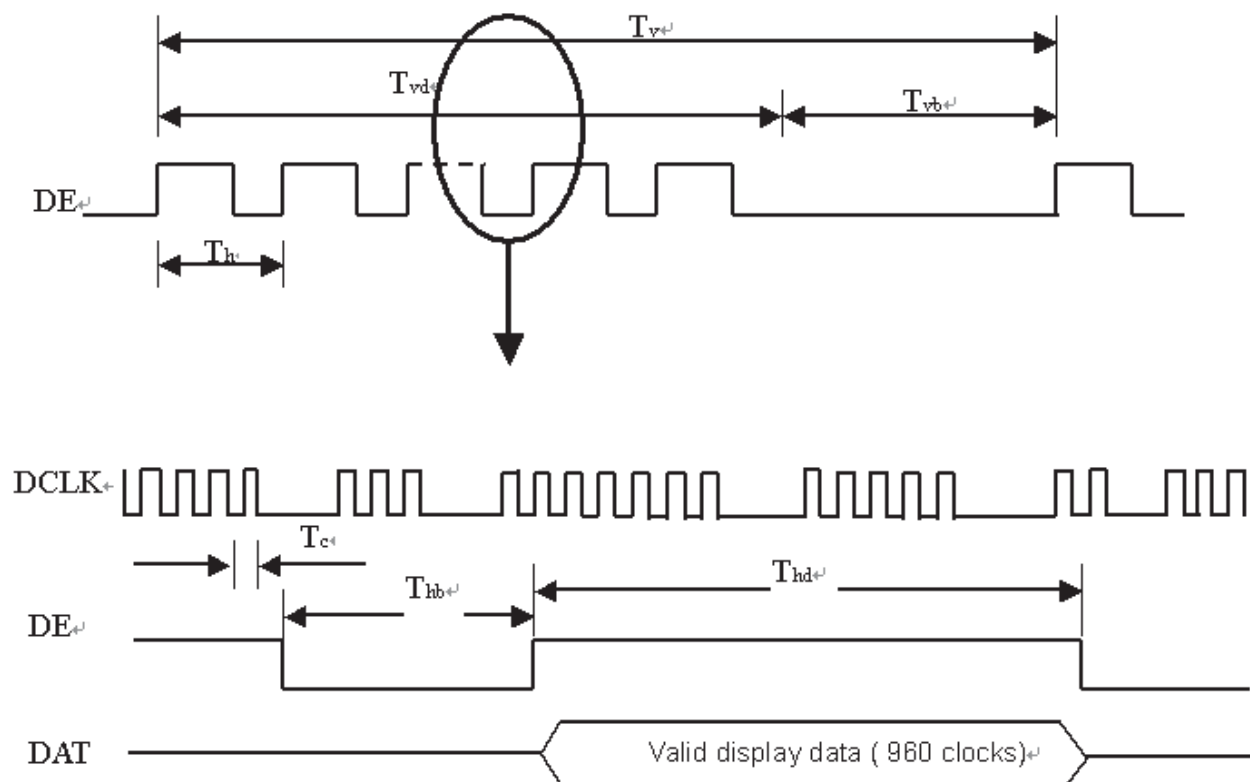 Tv
Tvd
Tvb
DE
Th
DCLK
Tc
Thb
Thd
DE
DAT
Valid display data ( 960 clocks)